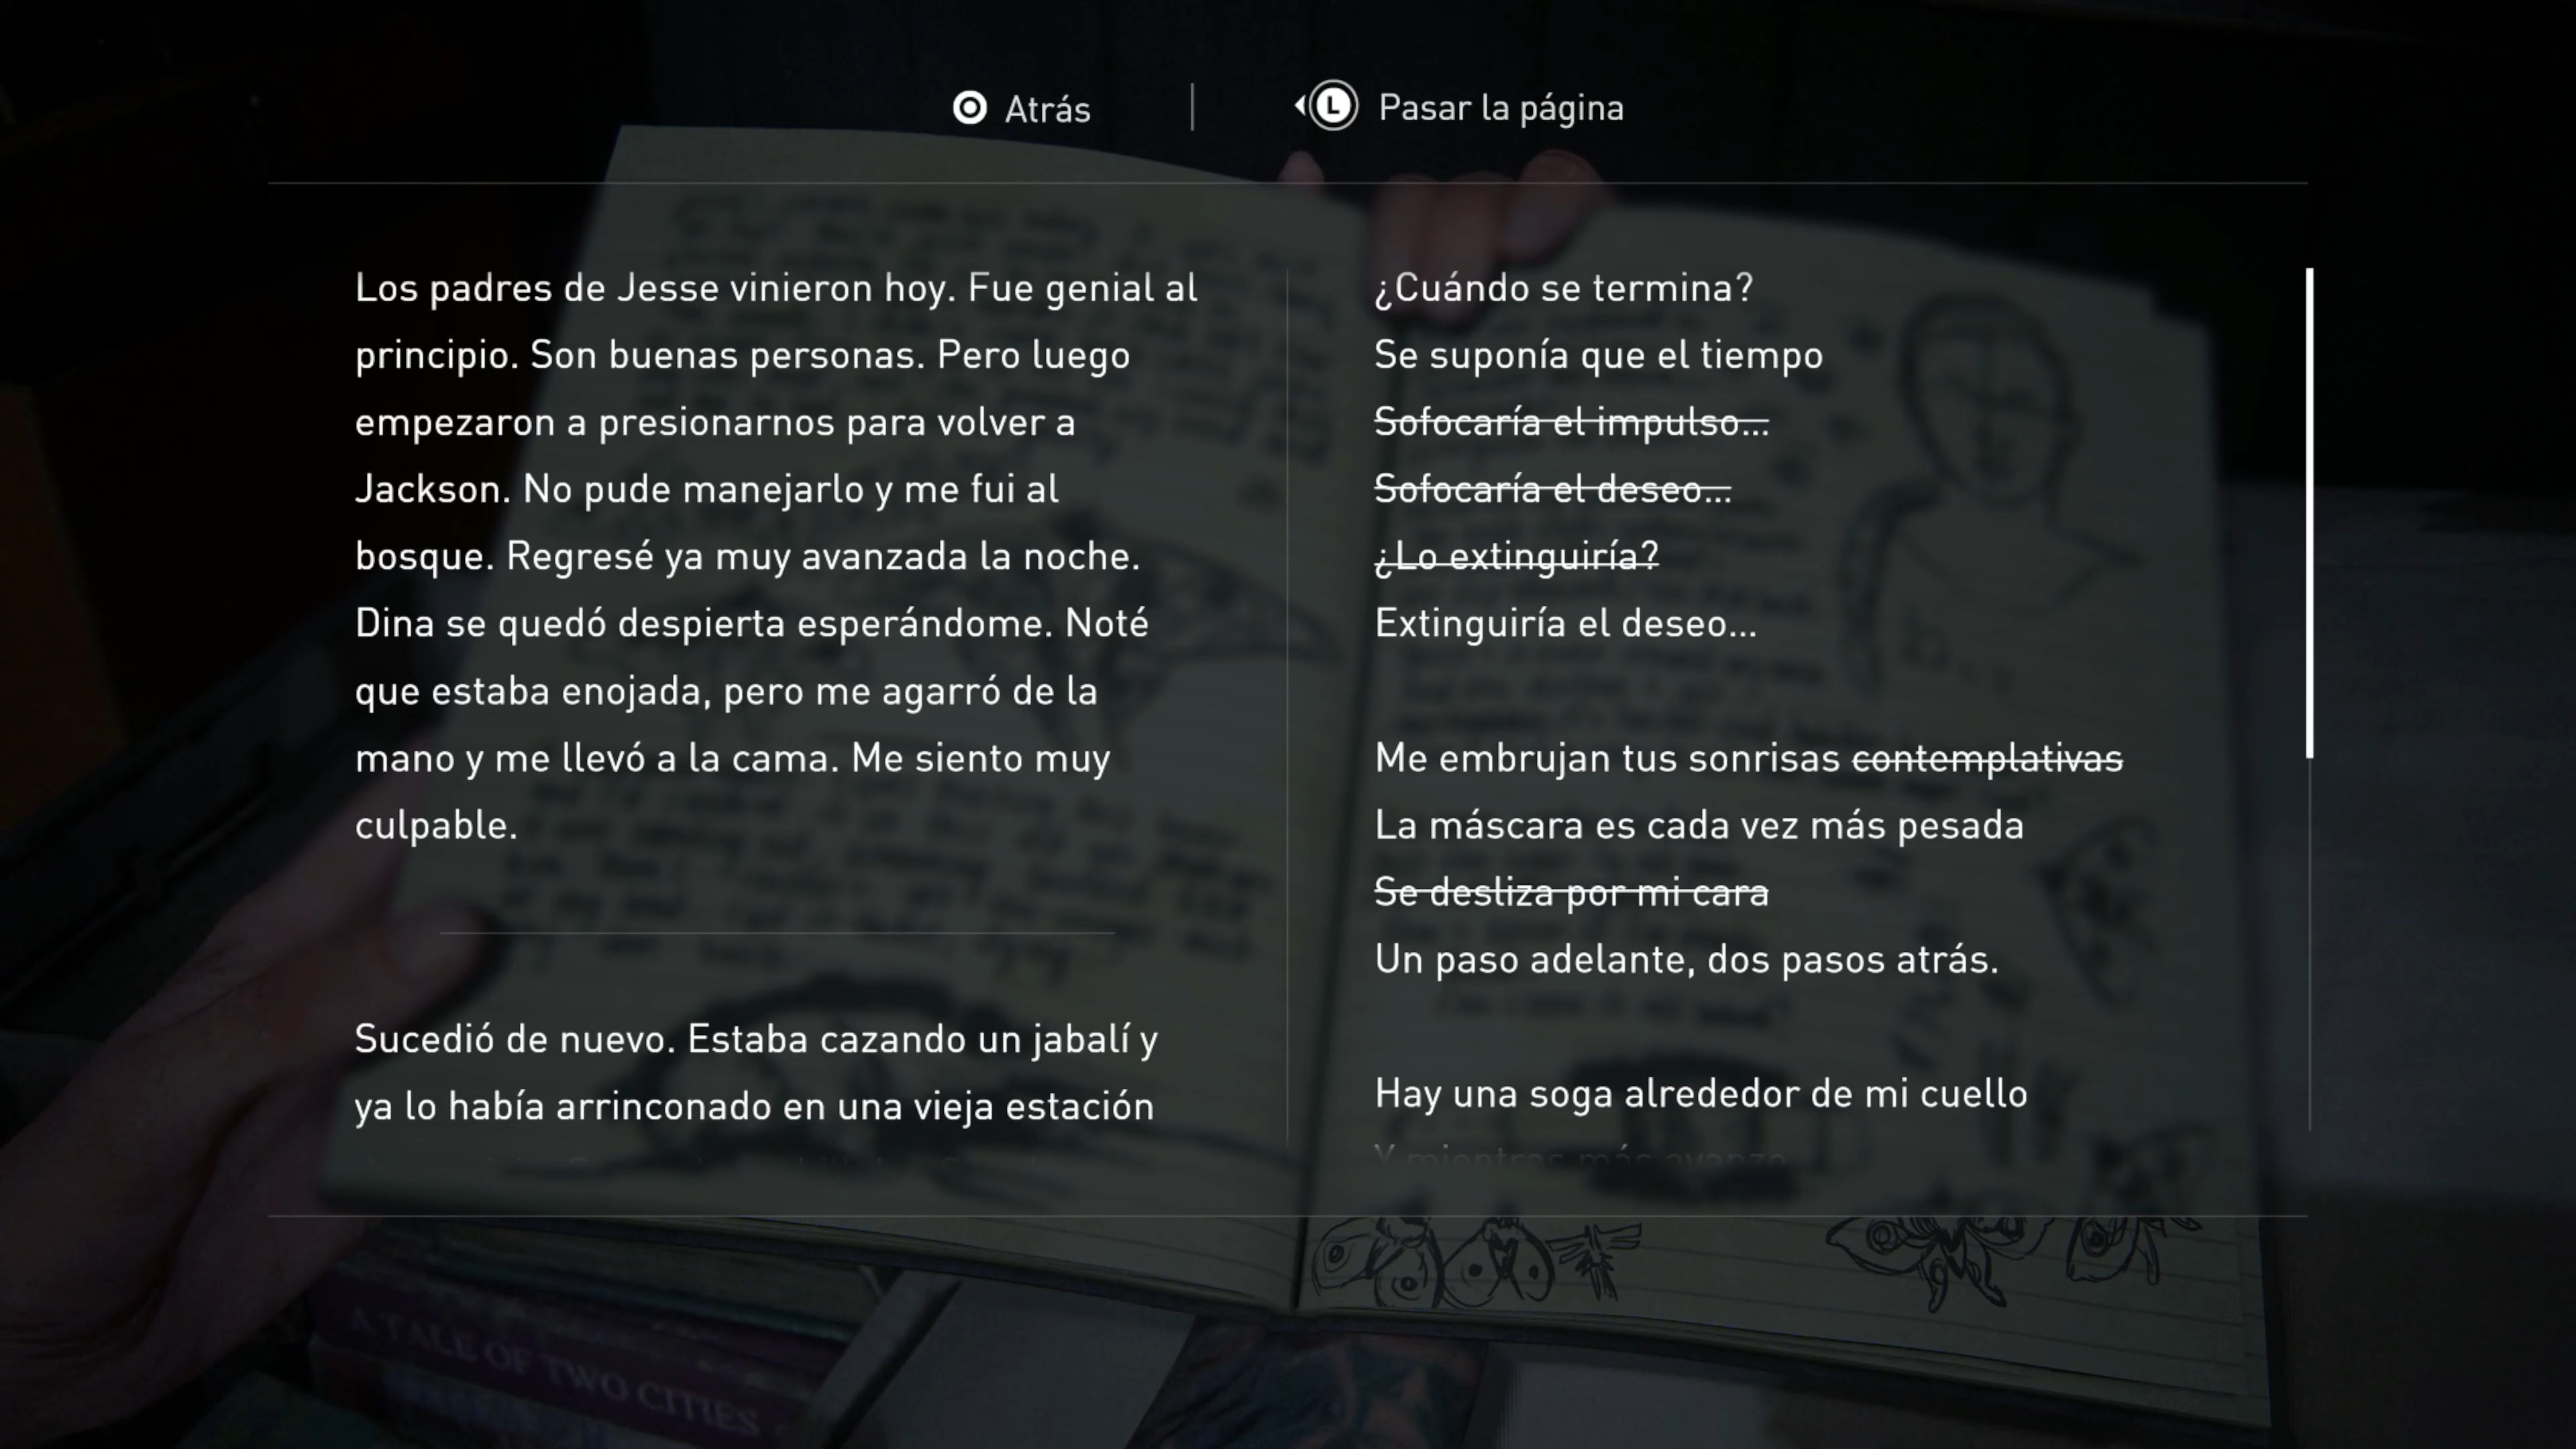 Atrás
Pasar la página
Los padres de Jesse vinieron hoy. Fue genial al
principio. Son buenas personas. Pero luego
empezaron a presionarnos para volver a
Jackson. No pude manejarlo y me fui al
bosque. Regresé ya muy avanzada la noche.
Dina se quedó despierta esperándome. Noté
que estaba enojada, pero me agarró de la
mano y me llevó a la cama. Me siento muy
culpable.
Sucedió de nuevo. Estaba cazando un jabalí y
ya lo había arrinconado en una vieja estación
¿Cuándo se termina?
Se suponía que el tiempo
Sofocaría el impulso...
Sofocaría el deseo...
¿Lo extinguiría?
Extinguiría el deseo...
Me embrujan tus sonrisas contemplativas
La máscara es cada vez más pesada
Se desliza por mi cara
Un paso adelante, dos pasos atrás.
Hay una soga alrededor de mi cuello
Y mientras más avanzo
A TALE OF TWO CITIES